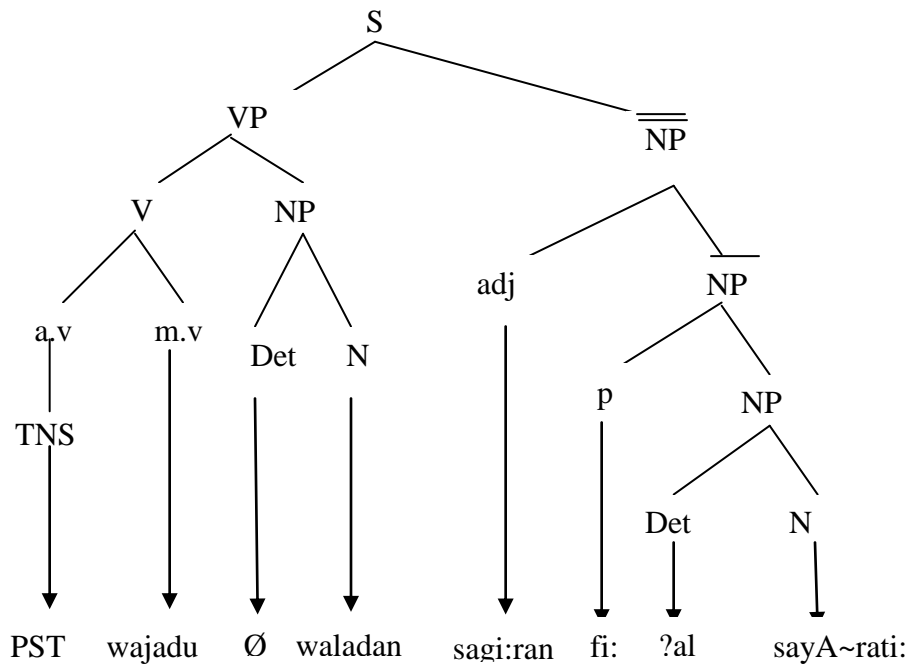 S
VP NP
V NP
adj NP
a.v m.v
Det N
p NP
TNS
Det N
PST wajadu Ø waladan sagi:ran fi: ?al sayA~rati: